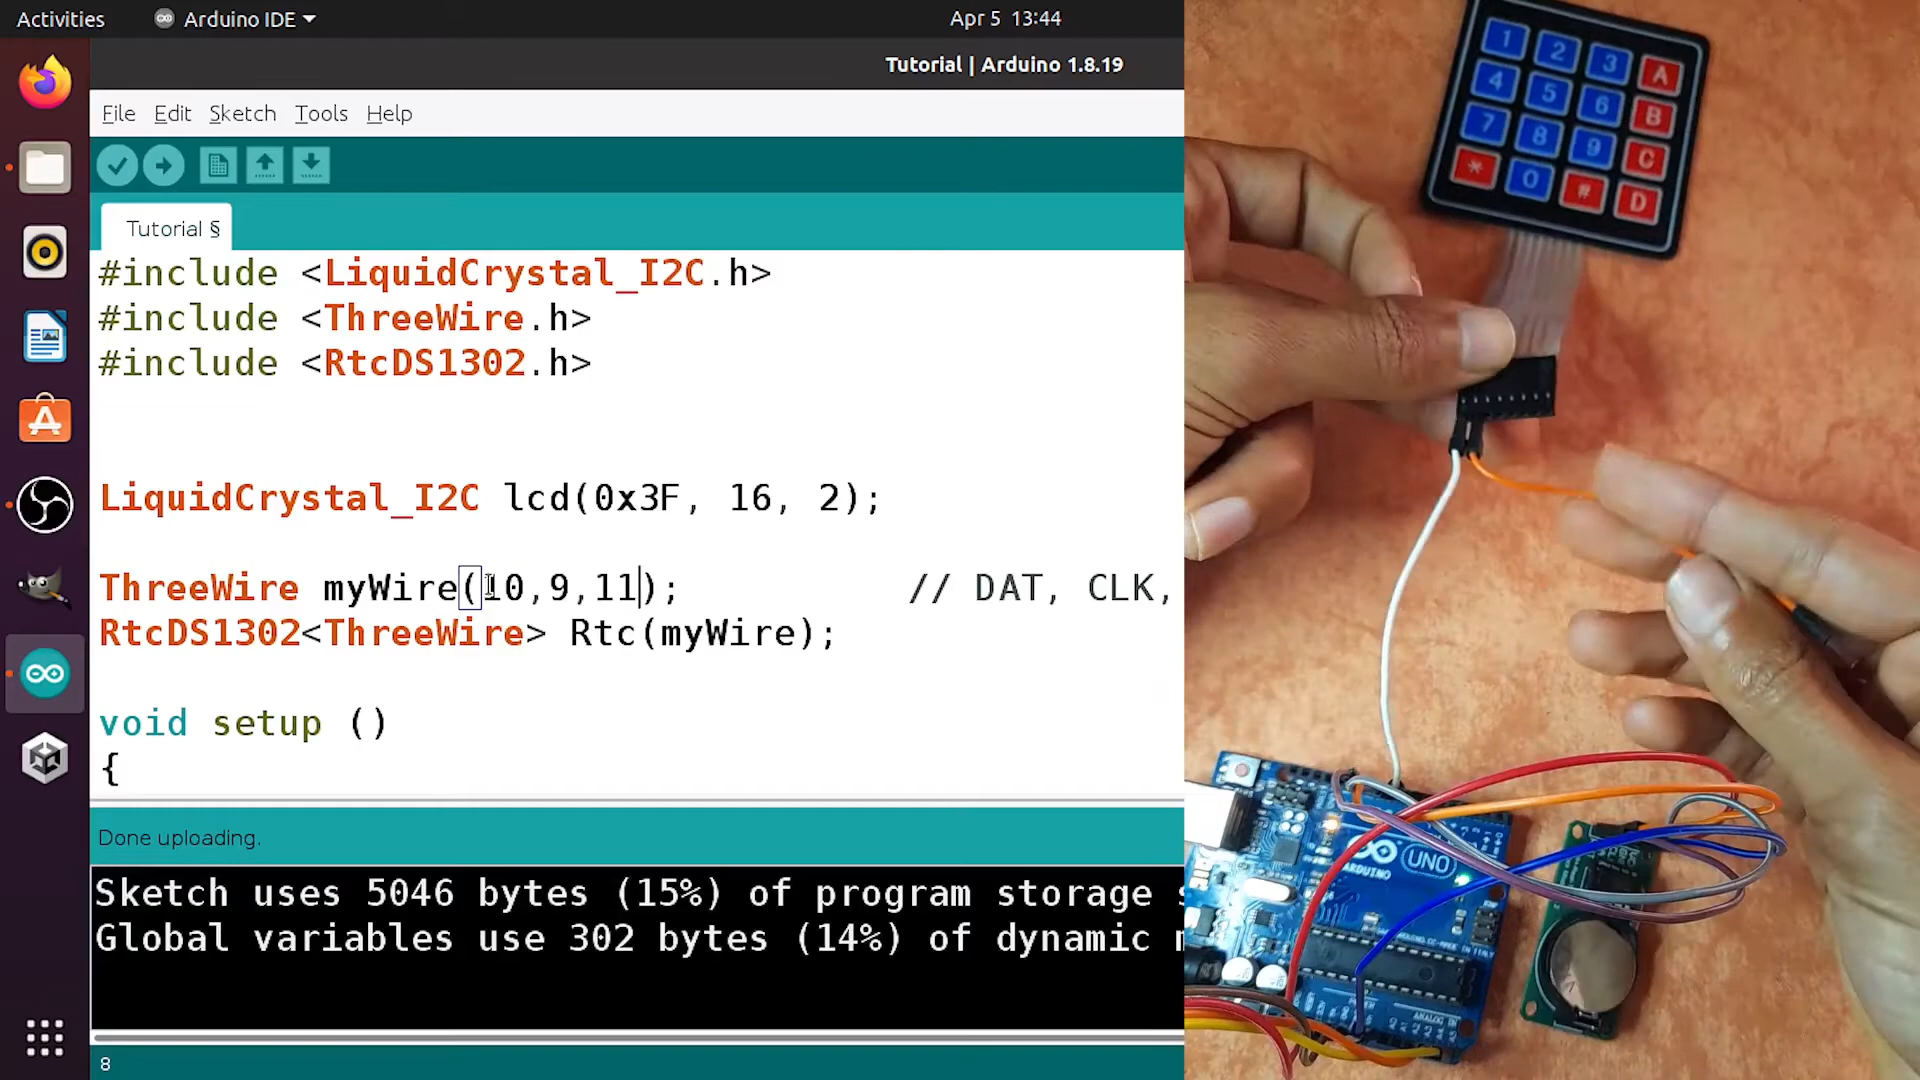 Activities
Arduino IDE
Apr 5 13:44
Tutorial | Arduino 1.8.19
File Edit Sketch Tools Help
Tutorial §
#include <LiquidCrystal_I2C.h>
#include <ThreeWire.h>
#include <RtcDS1302.h>
LiquidCrystal_I2C lcd(0x3F, 16, 2);
ThreeWire myWire(10,9,11); // DAT, CLK,
RtcDS1302<ThreeWire> Rtc(myWire);
void setup ()
{
Done uploading.
Sketch uses 5046 bytes (15%) of program storage
Global variables use 302 bytes (14%) of dynamic
8
1 2 3 A
4 5 6 B
7 8 9 C
* 0 # D
UNO
ARDUINO